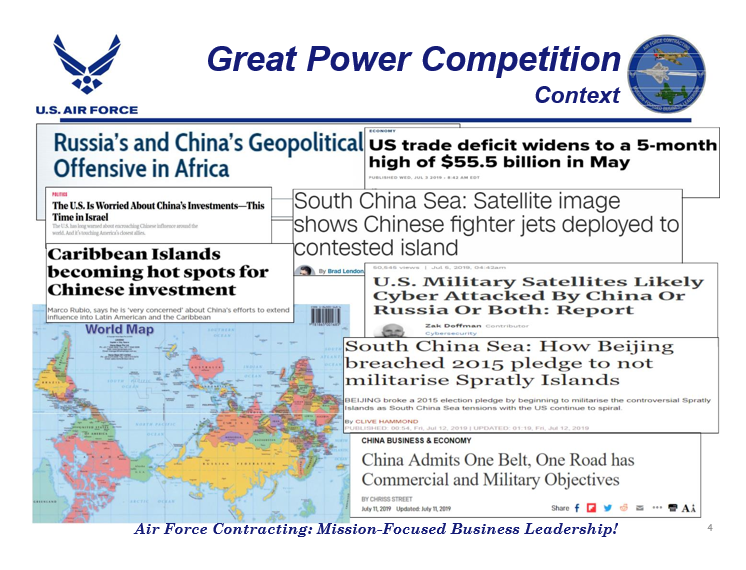 Great Power Competition
Context
U.S. AIR FORCE
Russia's and China's Geopolitical
Offensive in Africa
ECONOMY
US trade deficit widens to a 5-month
high of $55.5 billion in May
PUBLISHED WED, JUL 3 2019 • 8:42 AM EDT
POLITICS
The U.S. Is Worried About China's Investments—This
Time in Israel
The U.S. has long warned about encroaching Chinese influence around the
world. And it's touching America's closest allies.
South China Sea: Satellite image
shows Chinese fighter jets deployed to
contested island
By Brad Lendon,
Caribbean Islands
becoming hot spots for
Chinese investment
Marco Rubio, says he is 'very concerned' about China's efforts to extend
influence into Latin American and the Caribbean
views | Jul 5, 2019, 04:42am
U.S. Military Satellites Likely
Cyber Attacked By China Or
Russia Or Both: Report
Zak Doffman Contributor
Cybersecurity
World Map
South China Sea: How Beijing
breached 2015 pledge to not
militarise Spratly Islands
BEIJING broke a 2015 election pledge by beginning to militarise the controversial Spratly
Islands as South China Sea tensions with the US continue to spiral.
By CLIVE HAMMOND
PUBLISHED: 00:54, Fri, Jul 12, 2019 | UPDATED: 01:19, Fri, Jul 12, 2019
CHINA BUSINESS & ECONOMY
China Admits One Belt, One Road has
Commercial and Military Objectives
BY CHRISS STREET
July 11, 2019 Updated: July 11, 2019
Share
RUSSIAN FEDERATION
Air Force Contracting: Mission-Focused Business Leadership!
4